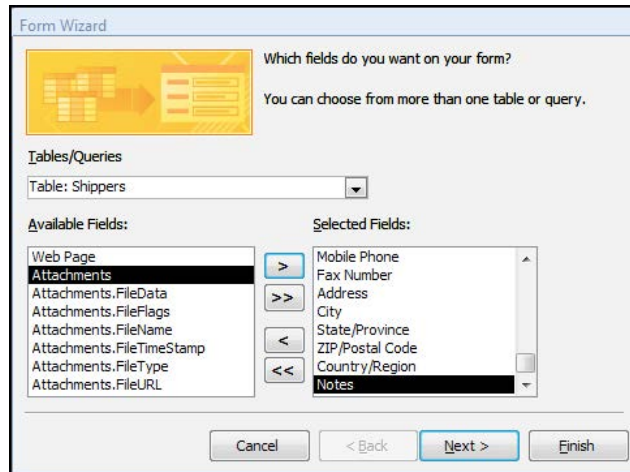 Form Wizard
Which fields do you want on your form?
You can choose from more than one table or query.
Tables/Queries
Table: Shippers
Available Fields:
Selected Fields:
Web Page
Attachments
Attachments.FileData
Attachments.FileFlags
Attachments.FileName
Attachments.FileTimeStamp
Attachments.FileType
Attachments.FileURL
>
>>
<
<<
Mobile Phone
Fax Number
Address
City
State/Province
ZIP/Postal Code
Country/Region
Notes
Cancel
< Back
Next >
Finish